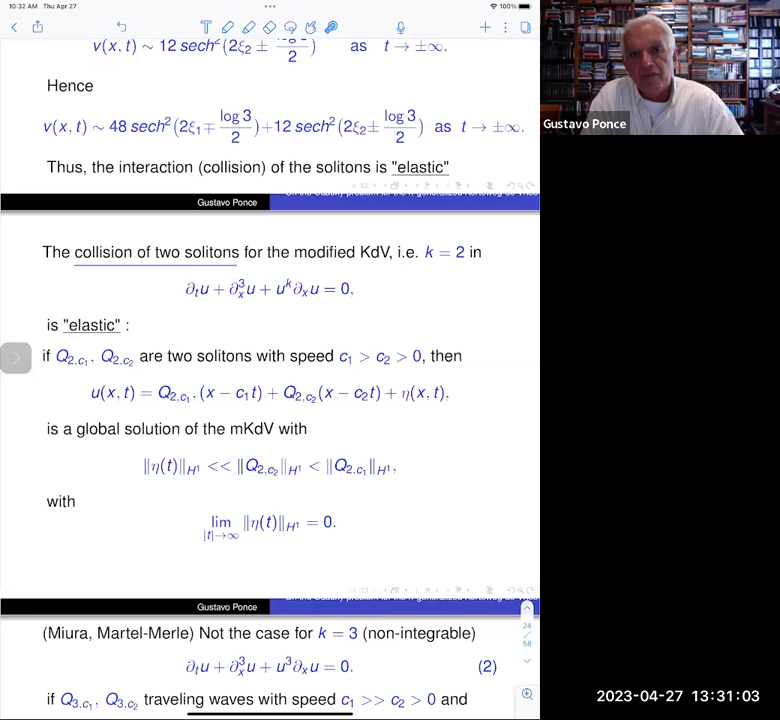 10:32 AM Thu Apr 27
100%
v(x, t) ∼ 12 sech²(2ξ₂ ± log 3 / 2) as t → ±∞.
Hence
v(x, t) ∼ 48 sech²(2ξ₁ ∓ log 3 / 2) + 12 sech²(2ξ₂ ± log 3 / 2) as t → ±∞.
Thus, the interaction (collision) of the solitons is "elastic"
Gustavo Ponce
The collision of two solitons for the modified KdV, i.e. k = 2 in
∂ₜu + ∂ₓ³u + uᵏ∂ₓu = 0,
is "elastic" :
if Q₂,c₁, Q₂,c₂ are two solitons with speed c₁ > c₂ > 0, then
u(x, t) = Q₂,c₁,(x − c₁t) + Q₂,c₂(x − c₂t) + η(x, t),
is a global solution of the mKdV with
‖η(t)‖H¹ << ‖Q₂,c₂‖H¹ < ‖Q₂,c₁‖H¹,
with
lim |t|→∞ ‖η(t)‖H¹ = 0.
Gustavo Ponce
24 / 58
(Miura, Martel-Merle) Not the case for k = 3 (non-integrable)
∂ₜu + ∂ₓ³u + u³∂ₓu = 0. (2)
if Q₃,c₁, Q₃,c₂ traveling waves with speed c₁ >> c₂ > 0 and
Gustavo Ponce
2023-04-27 13:31:03